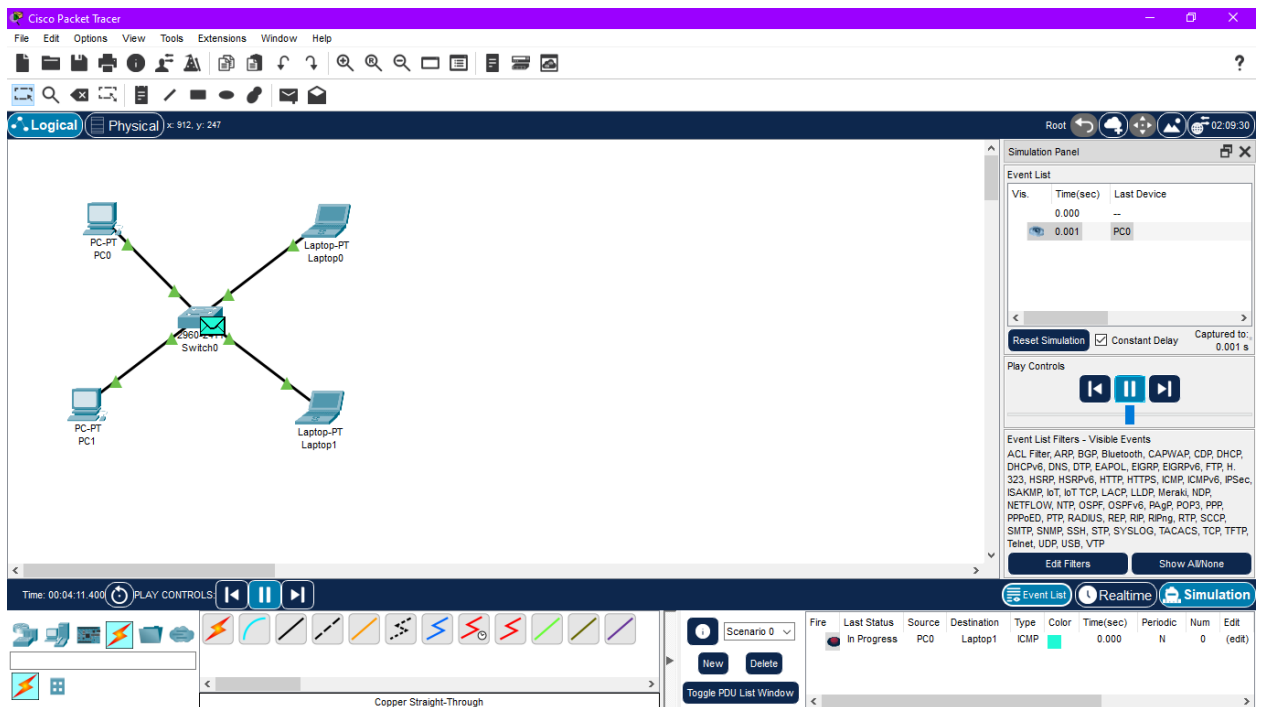 Cisco Packet Tracer
File Edit Options View Tools Extensions Window Help
?
Logical Physical x: 912, y: 247
Root 02:09:30
PC-PT
PC0
Laptop-PT
Laptop0
Switch0
PC-PT
PC1
Laptop-PT
Laptop1
Simulation Panel
Event List
Vis. Time(sec) Last Device
0.000 --
0.001 PC0
Reset Simulation Constant Delay
Captured to:
0.001 s
Play Controls
Event List Filters - Visible Events
ACL Filter, ARP, BGP, Bluetooth, CAPWAP, CDP, DHCP,
DHCPv6, DNS, DTP, EAPOL, EIGRP, EIGRPv6, FTP, H.
323, HSRP, HSRPv6, HTTP, HTTPS, ICMP, ICMPv6, IPSec,
ISAKMP, IoT, IoT TCP, LACP, LLDP, Meraki, NDP,
NETFLOW, NTP, OSPF, OSPFv6, PAgP, POP3, PPP,
PPPoED, PTP, RADIUS, REP, RIP, RIPng, RTP, SCCP,
SMTP, SNMP, SSH, STP, SYSLOG, TACACS, TCP, TFTP,
Telnet, UDP, USB, VTP
Edit Filters Show All/None
Time: 00:04:11.400 PLAY CONTROLS:
Event List Realtime Simulation
Copper Straight-Through
Scenario 0
New Delete
Toggle PDU List Window
Fire Last Status Source Destination Type Color Time(sec) Periodic Num Edit
In Progress PC0 Laptop1 ICMP 0.000 N 0 (edit)